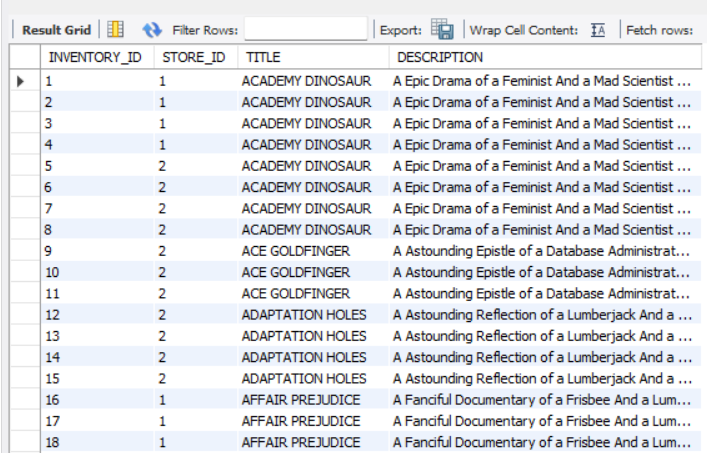 Result Grid Filter Rows: Export: Wrap Cell Content: IA Fetch rows:
INVENTORY_ID STORE_ID TITLE DESCRIPTION
1 1 ACADEMY DINOSAUR A Epic Drama of a Feminist And a Mad Scientist ...
2 1 ACADEMY DINOSAUR A Epic Drama of a Feminist And a Mad Scientist ...
3 1 ACADEMY DINOSAUR A Epic Drama of a Feminist And a Mad Scientist ...
4 1 ACADEMY DINOSAUR A Epic Drama of a Feminist And a Mad Scientist ...
5 2 ACADEMY DINOSAUR A Epic Drama of a Feminist And a Mad Scientist ...
6 2 ACADEMY DINOSAUR A Epic Drama of a Feminist And a Mad Scientist ...
7 2 ACADEMY DINOSAUR A Epic Drama of a Feminist And a Mad Scientist ...
8 2 ACADEMY DINOSAUR A Epic Drama of a Feminist And a Mad Scientist ...
9 2 ACE GOLDFINGER A Astounding Epistle of a Database Administrat...
10 2 ACE GOLDFINGER A Astounding Epistle of a Database Administrat...
11 2 ACE GOLDFINGER A Astounding Epistle of a Database Administrat...
12 2 ADAPTATION HOLES A Astounding Reflection of a Lumberjack And a ...
13 2 ADAPTATION HOLES A Astounding Reflection of a Lumberjack And a ...
14 2 ADAPTATION HOLES A Astounding Reflection of a Lumberjack And a ...
15 2 ADAPTATION HOLES A Astounding Reflection of a Lumberjack And a ...
16 1 AFFAIR PREJUDICE A Fanciful Documentary of a Frisbee And a Lum...
17 1 AFFAIR PREJUDICE A Fanciful Documentary of a Frisbee And a Lum...
18 1 AFFAIR PREJUDICE A Fanciful Documentary of a Frisbee And a Lum...